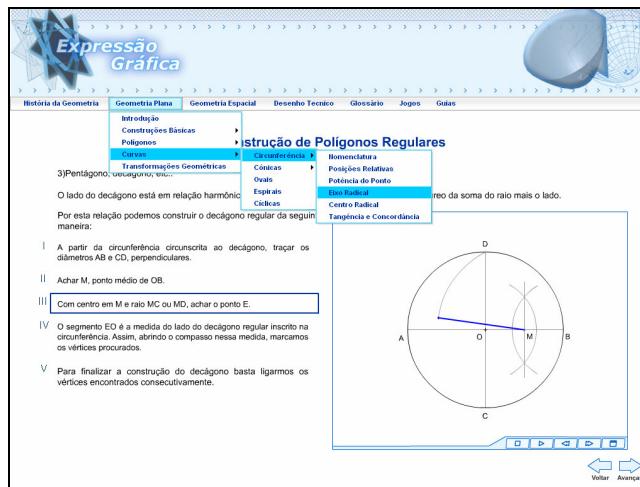 Expressão
Gráfica
História da Geometria Geometria Plana Geometria Espacial Desenho Tecnico Glossário Jogos Guias
Introdução
Construções Básicas
Polígonos
Curvas
Transformações Geométricas
Circunferência
Cônicas
Ovais
Espirais
Cíclicas
Nomenclatura
Posições Relativas
Potência do Ponto
Eixo Radical
Centro Radical
Tangência e Concordância
nstrução de Polígonos Regulares
3)Pentágono, decágono, etc..
O lado do decágono está em relação harmônic áureo da soma do raio mais o lado.
Por esta relação podemos construir o decágono regular da seguin
maneira:
I A partir da circunferência circunscrita ao decágono, traçar os
diâmetros AB e CD, perpendiculares.
II Achar M, ponto médio de OB.
III Com centro em M e raio MC ou MD, achar o ponto E.
IV O segmento EO é a medida do lado do decágono regular inscrito na
circunferência. Assim, abrindo o compasso nessa medida, marcamos
os vértices procurados.
V Para finalizar a construção do decágono basta ligarmos os
vértices encontrados consecutivamente.
D
A O M B
C
Voltar Avança